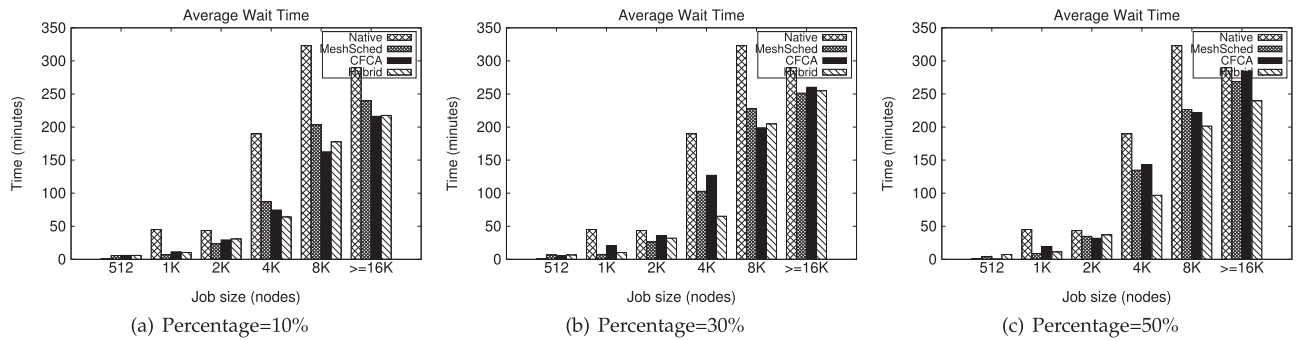 Average Wait Time
350
300
250
200
150
100
50
0
Time (minutes)
Native
MeshSched
CFCA
Hybrid
512 1K 2K 4K 8K >=16K
Job size (nodes)
(a) Percentage=10%
Average Wait Time
350
300
250
200
150
100
50
0
Time (minutes)
Native
MeshSched
CFCA
Hybrid
512 1K 2K 4K 8K >=16K
Job size (nodes)
(b) Percentage=30%
Average Wait Time
350
300
250
200
150
100
50
0
Time (minutes)
Native
MeshSched
CFCA
Hybrid
512 1K 2K 4K 8K >=16K
Job size (nodes)
(c) Percentage=50%